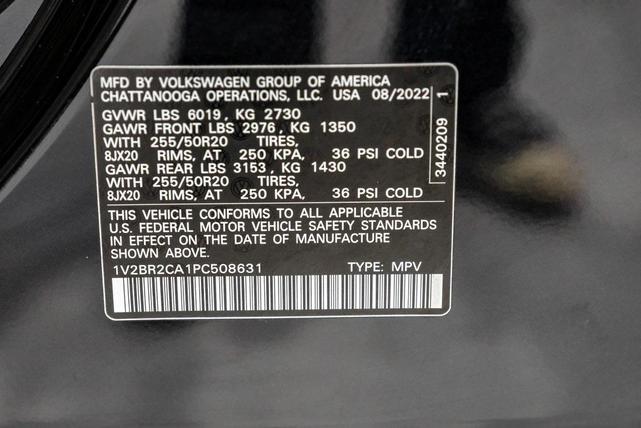 MFD BY VOLKSWAGEN GROUP OF AMERICA
CHATTANOOGA OPERATIONS, LLC. USA 08/2022
GVWR LBS 6019, KG 2730
GAWR FRONT LBS 2976, KG 1350
WITH 255/50R20 TIRES,
8JX20 RIMS, AT 250 KPA, 36 PSI COLD
GAWR REAR LBS 3153, KG 1430
WITH 255/50R20 TIRES,
8JX20 RIMS, AT 250 KPA, 36 PSI COLD
THIS VEHICLE CONFORMS TO ALL APPLICABLE
U.S. FEDERAL MOTOR VEHICLE SAFETY STANDARDS
IN EFFECT ON THE DATE OF MANUFACTURE
SHOWN ABOVE.
1V2BR2CA1PC508631 TYPE: MPV
3440209 1